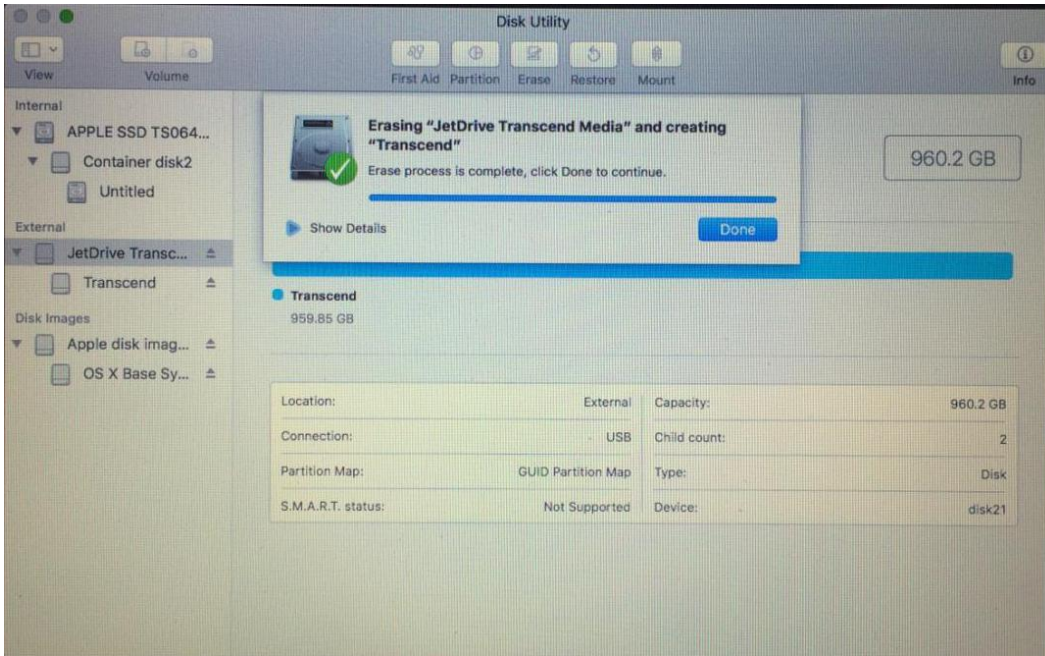 Disk Utility
View
Volume
First Aid
Partition
Erase
Restore
Mount
Info
Internal
APPLE SSD TS064...
Container disk2
Untitled
External
JetDrive Transc...
Transcend
Disk Images
Apple disk imag...
OS X Base Sy...
Erasing “JetDrive Transcend Media” and creating
“Transcend”
Erase process is complete, click Done to continue.
Show Details
Done
960.2 GB
Transcend
959.85 GB
Location: External
Connection: USB
Partition Map: GUID Partition Map
S.M.A.R.T. status: Not Supported
Capacity: 960.2 GB
Child count: 2
Type: Disk
Device: disk21